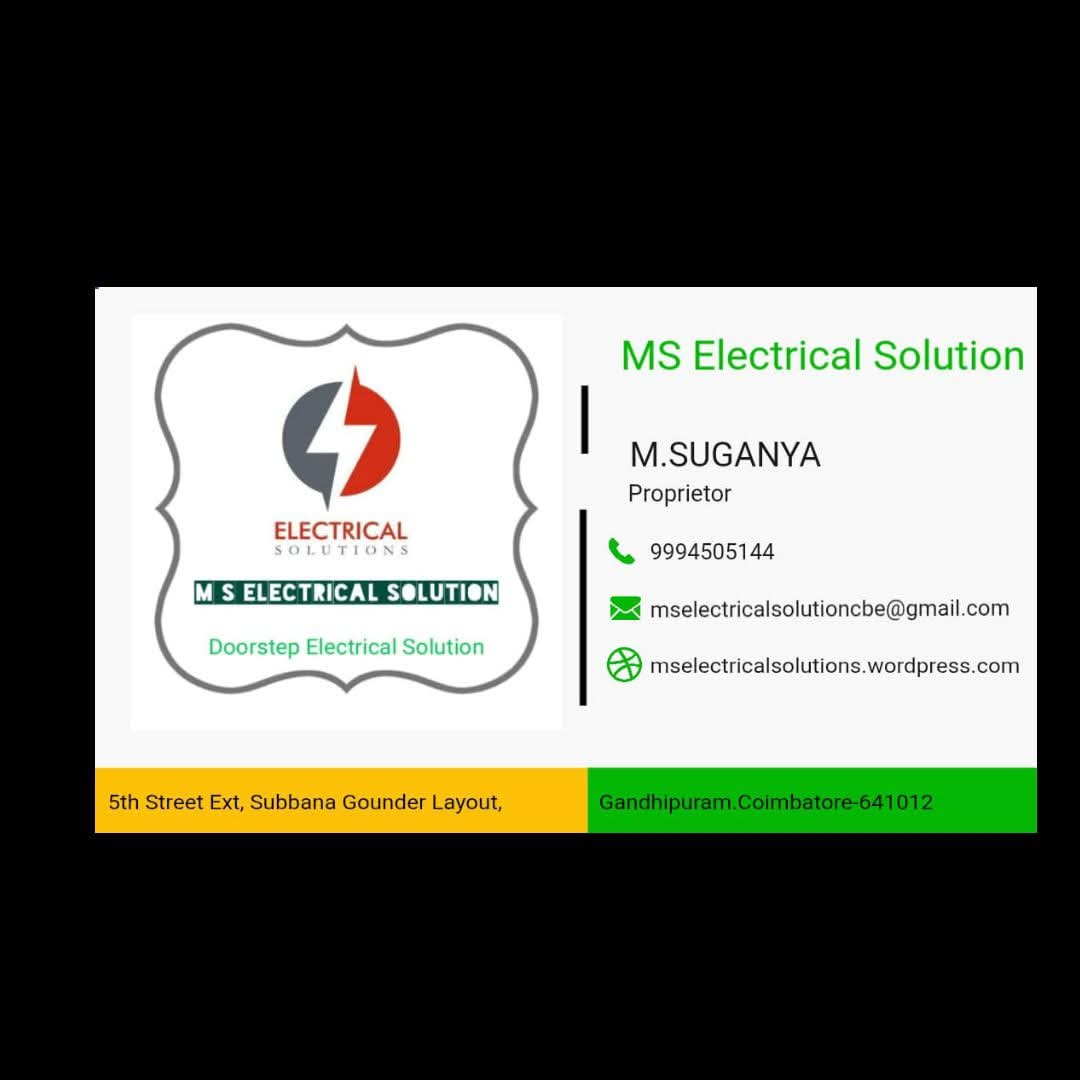 ELECTRICAL
SOLUTIONS
M S ELECTRICAL SOLUTION
Doorstep Electrical Solution
MS Electrical Solution
M.SUGANYA
Proprietor
9994505144
mselectricalsolutioncbe@gmail.com
mselectricalsolutions.wordpress.com
5th Street Ext, Subbana Gounder Layout,
Gandhipuram.Coimbatore-641012